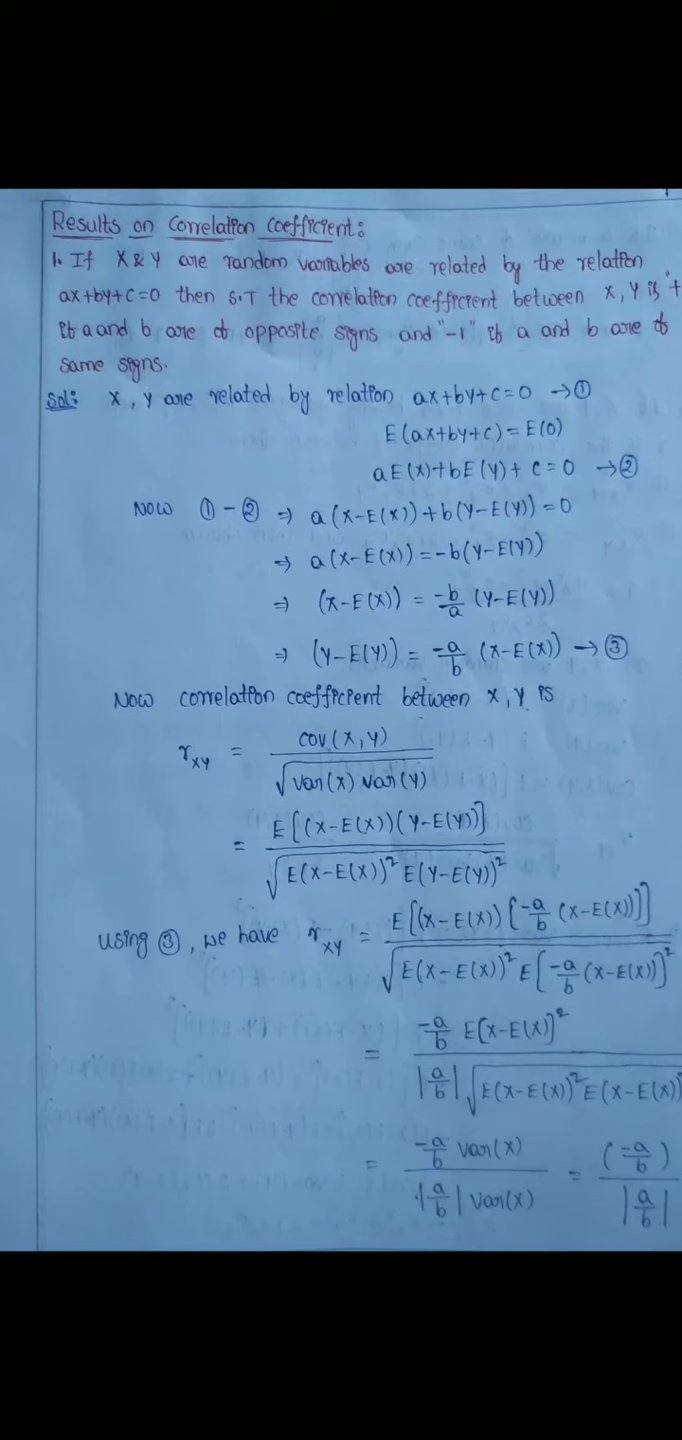 Results on Correlation coefficient:
1. If X & Y are random variables are related by the relation
ax+by+c=0 then S.T the correlation coefficient between X, Y is "+
if a and b are of opposite signs and "-1" if a and b are of
same signs.
Sol: X, Y are related by relation ax+by+c=0 → ①
E(ax+by+c) = E(0)
aE(x)+bE(y)+c=0 → ②
Now ① - ② ⇒ a(x-E(x))+b(y-E(y))=0
⇒ a(x-E(x)) = -b(y-E(y))
⇒ (x-E(x)) = -b/a (y-E(y))
⇒ (y-E(y)) = -a/b (x-E(x)) → ③
Now correlation coefficient between x, y is
r_xy = cov(x,y) / √var(x) var(y)
= E[(x-E(x))(y-E(y))] / √E(x-E(x))² E(y-E(y))²
using ③, we have r_xy = E[(x-E(x)) [-a/b (x-E(x))]] / √E(x-E(x))² E[-a/b (x-E(x))]²
= -a/b E[x-E(x)]² / |a/b| √E(x-E(x))² E(x-E(x))
= -a/b var(x) / |a/b| var(x) = (-a/b) / |a/b|